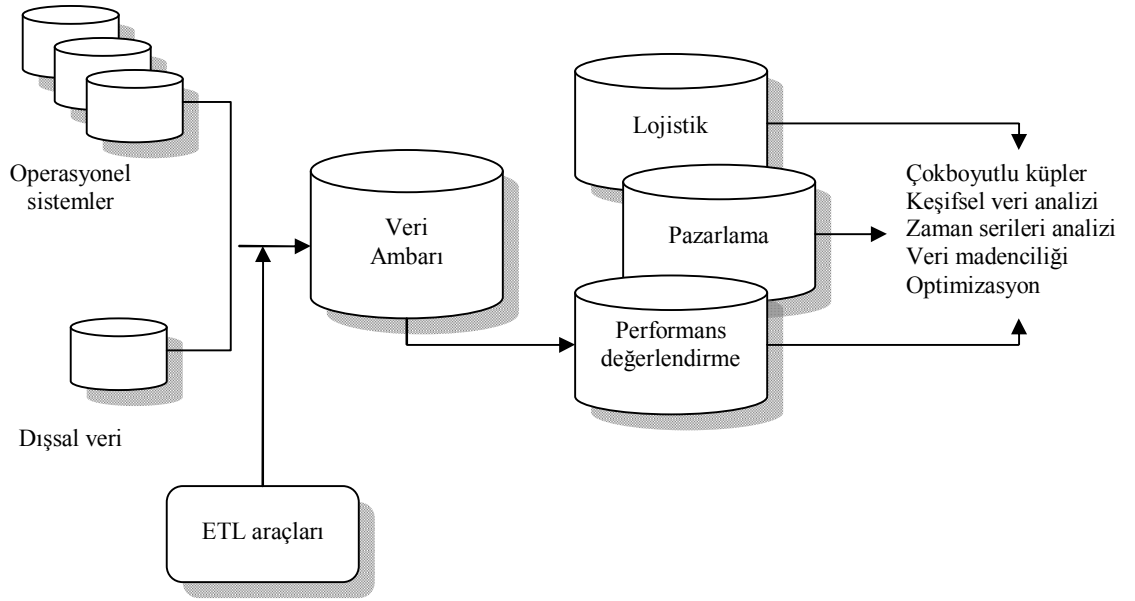 Operasyonel
sistemler
Dışsal veri
ETL araçları
Veri
Ambarı
Lojistik
Pazarlama
Performans
değerlendirme
Çokboyutlu küpler
Keşifsel veri analizi
Zaman serileri analizi
Veri madenciliği
Optimizasyon